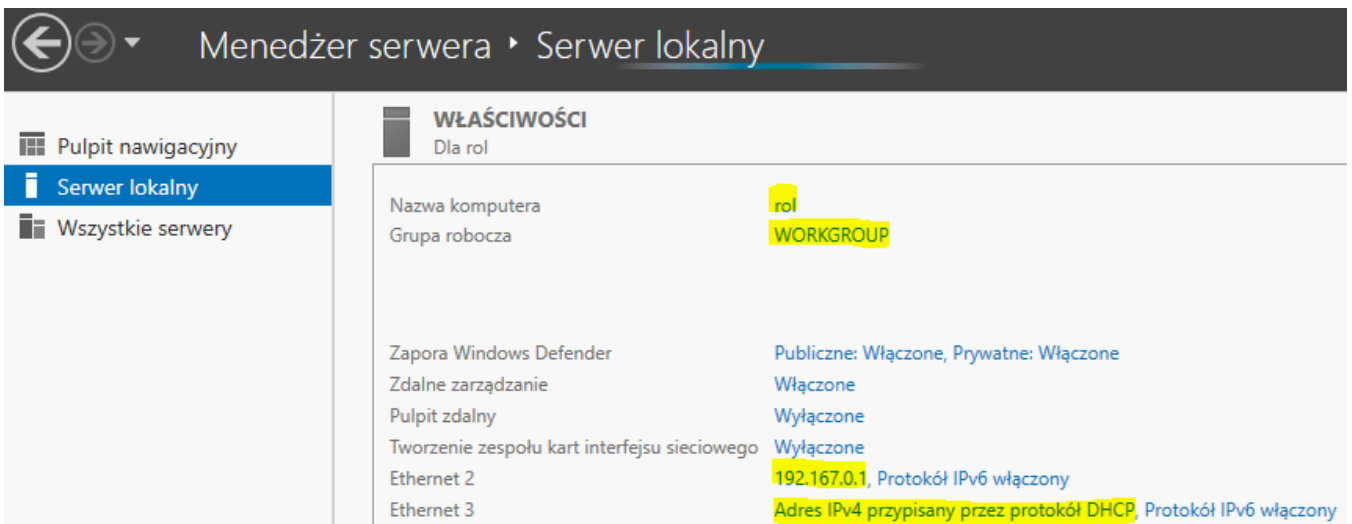 Menedżer serwera ‣ Serwer lokalny
Pulpit nawigacyjny
Serwer lokalny
Wszystkie serwery
WŁAŚCIWOŚCI
Dla rol
Nazwa komputera rol
Grupa robocza WORKGROUP
Zapora Windows Defender Publiczne: Włączone, Prywatne: Włączone
Zdalne zarządzanie Włączone
Pulpit zdalny Wyłączone
Tworzenie zespołu kart interfejsu sieciowego Wyłączone
Ethernet 2 192.167.0.1, Protokół IPv6 włączony
Ethernet 3 Adres IPv4 przypisany przez protokół DHCP, Protokół IPv6 włączony